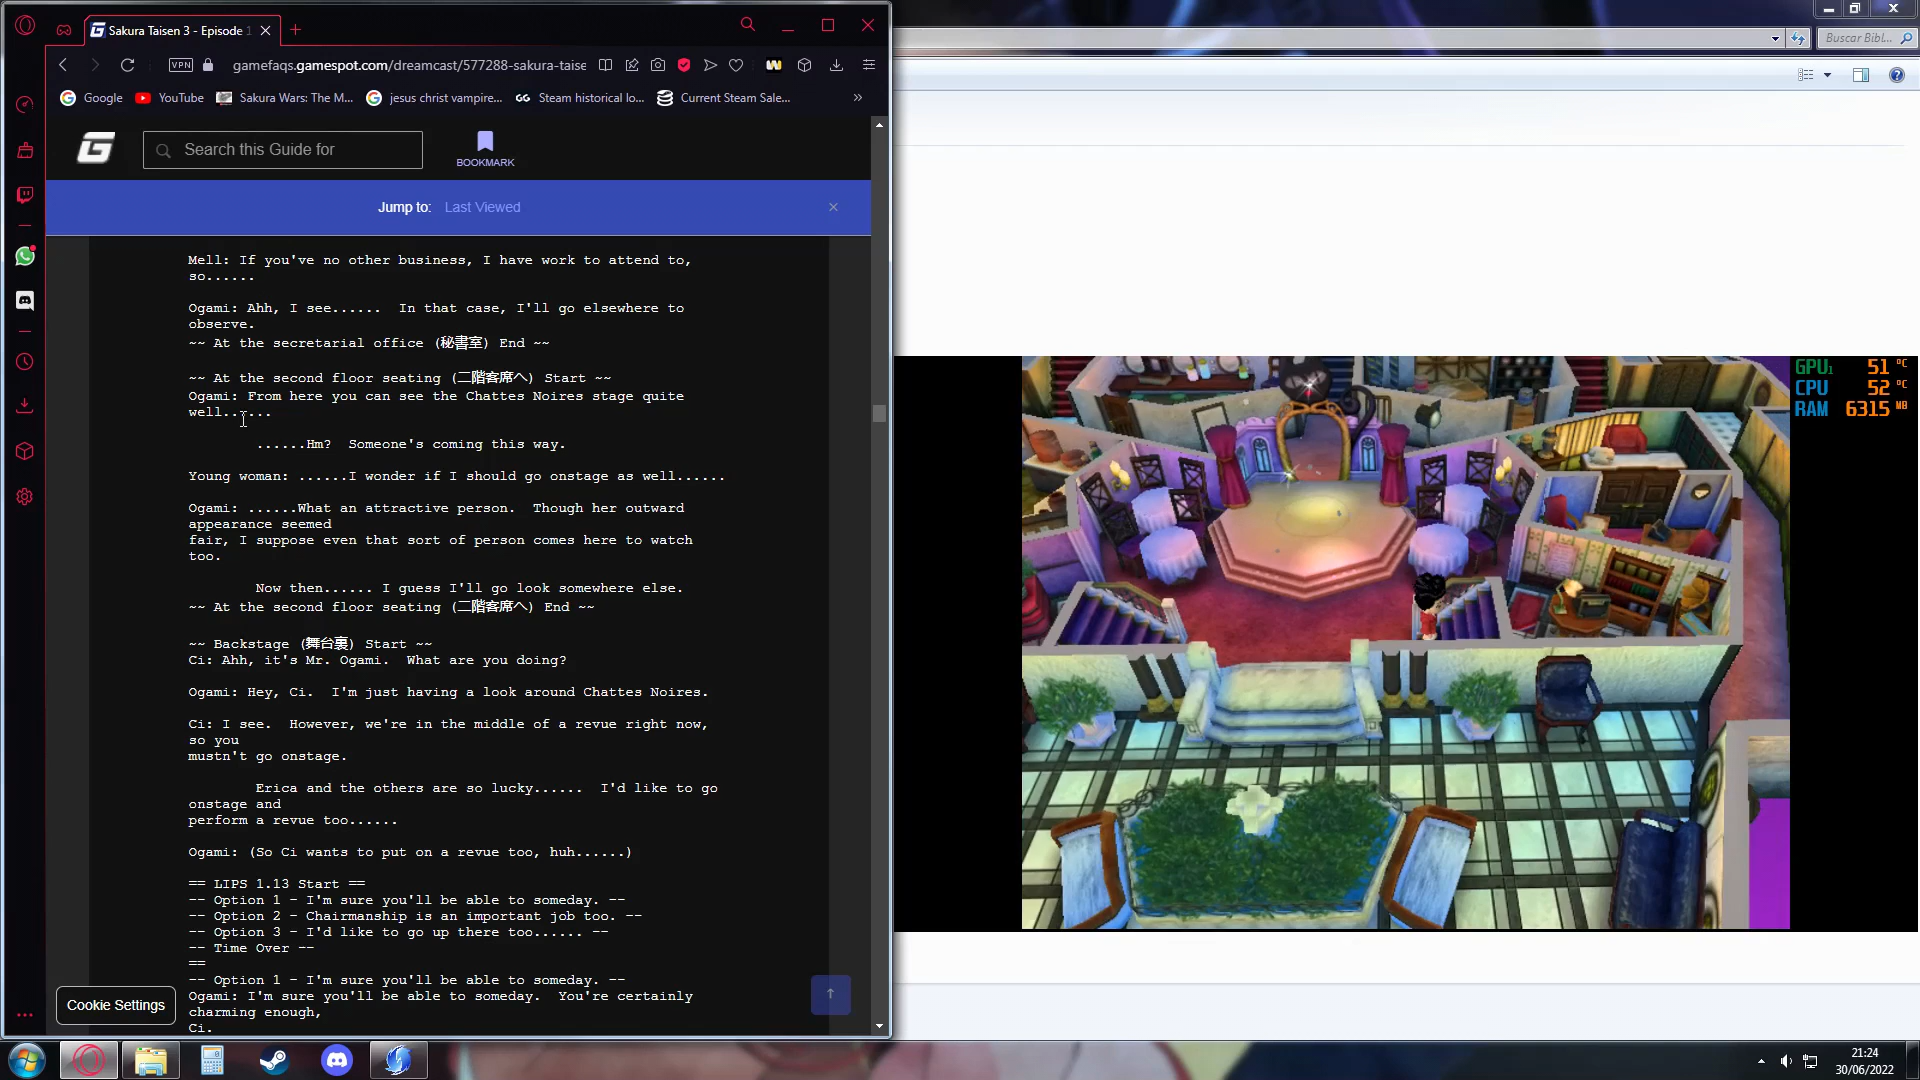 Sakura Taisen 3 - Episode 1
VPN
gamefaqs.gamespot.com/dreamcast/577288-sakura-taise
Google
YouTube
Sakura Wars: The M...
jesus christ vampire...
Steam historical lo...
Current Steam Sale...
»
Search this Guide for
BOOKMARK
Jump to: Last Viewed
Mell: If you've no other business, I have work to attend to,
so......
Ogami: Ahh, I see...... In that case, I'll go elsewhere to
observe.
~~ At the secretarial office (秘書室) End ~~
~~ At the second floor seating (二階客席へ) Start ~~
Ogami: From here you can see the Chattes Noires stage quite
well......
......Hm? Someone's coming this way.
Young woman: ......I wonder if I should go onstage as well......
Ogami: ......What an attractive person. Though her outward
appearance seemed
fair, I suppose even that sort of person comes here to watch
too.
Now then...... I guess I'll go look somewhere else.
~~ At the second floor seating (二階客席へ) End ~~
~~ Backstage (舞台裏) Start ~~
Ci: Ahh, it's Mr. Ogami. What are you doing?
Ogami: Hey, Ci. I'm just having a look around Chattes Noires.
Ci: I see. However, we're in the middle of a revue right now,
so you
mustn't go onstage.
Erica and the others are so lucky...... I'd like to go
onstage and
perform a revue too......
Ogami: (So Ci wants to put on a revue too, huh......)
== LIPS 1.13 Start ==
-- Option 1 - I'm sure you'll be able to someday. --
-- Option 2 - Chairmanship is an important job too. --
-- Option 3 - I'd like to go up there too...... --
-- Time Over --
==
-- Option 1 - I'm sure you'll be able to someday. --
Ogami: I'm sure you'll be able to someday. You're certainly
charming enough,
Ci.
Cookie Settings
Buscar Bibl...
GPU1 51 °C
CPU 52 °C
RAM 6315 MB
21:24
30/06/2022